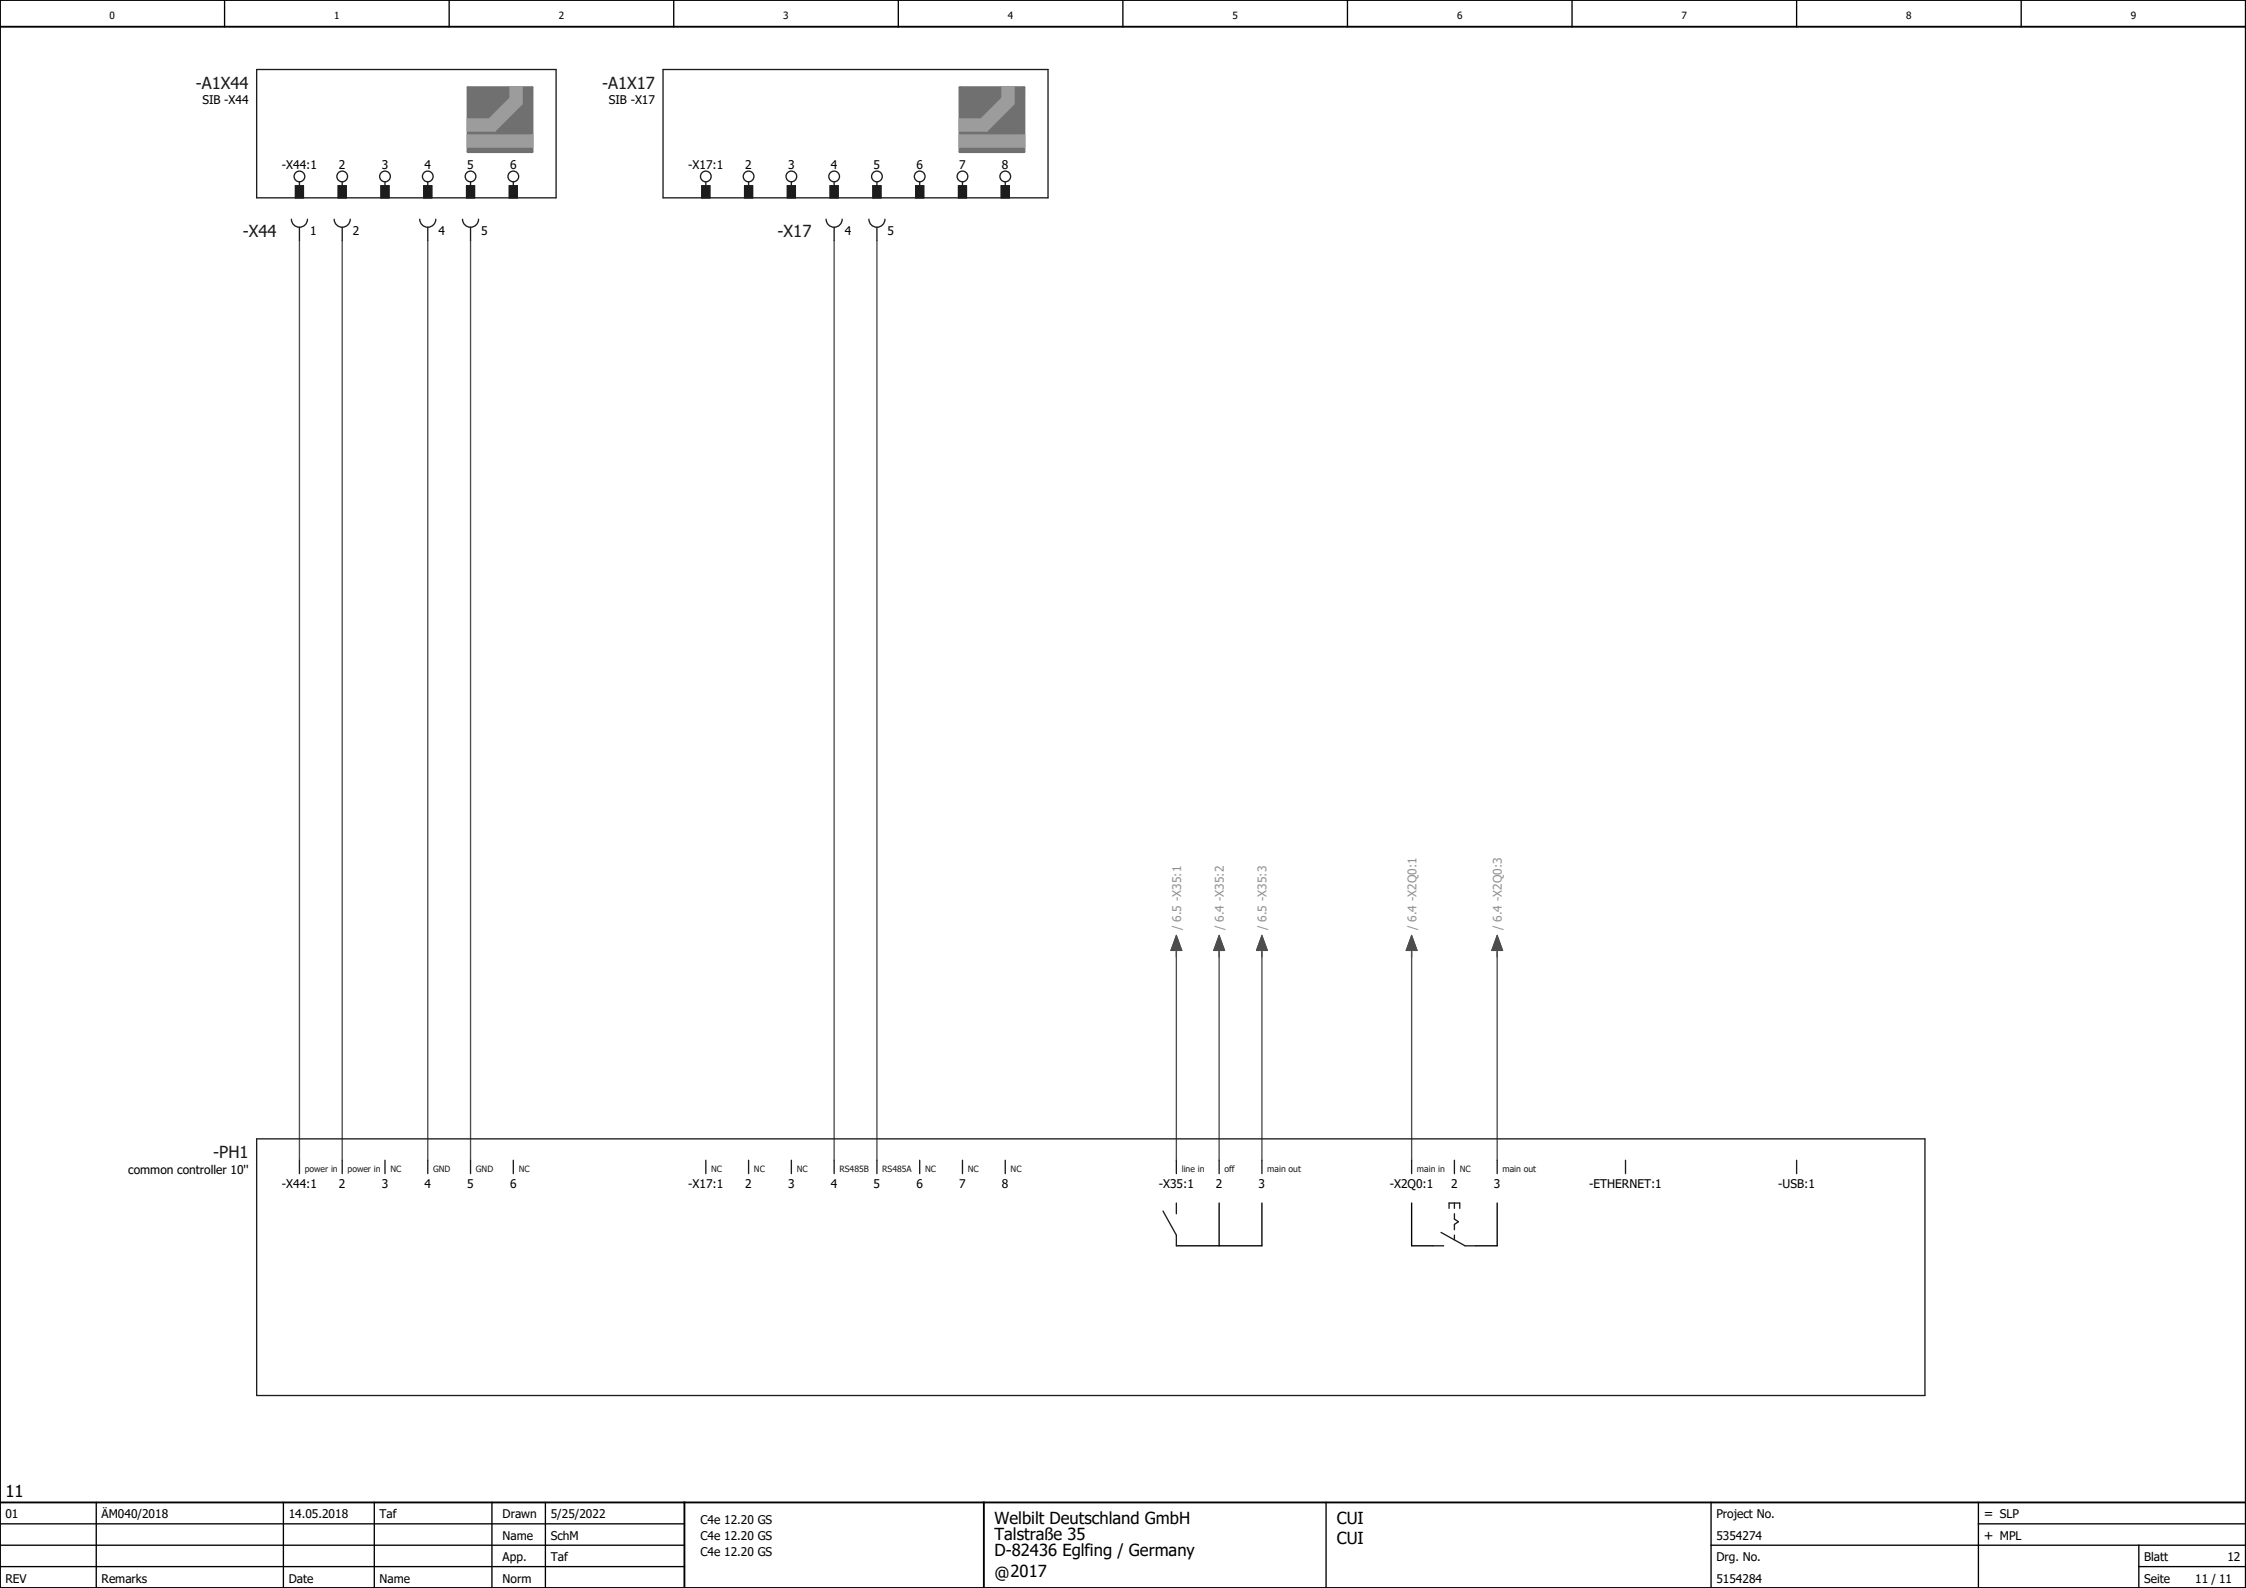 0 1 2 3 4 5 6 7 8 9
-A1X44
SIB -X44
-X44:1 2 3 4 5 6
-X44 1 2 4 5
-A1X17
SIB -X17
-X17:1 2 3 4 5 6 7 8
-X17 4 5
/ 6.5 -X35:1
/ 6.4 -X35:2
/ 6.5 -X35:3
/ 6.4 -X2Q0:1
/ 6.4 -X2Q0:3
-PH1
common controller 10"
power in power in NC GND GND NC
-X44:1 2 3 4 5 6
NC NC NC RS485B RS485A NC NC NC
-X17:1 2 3 4 5 6 7 8
line in off main out
-X35:1 2 3
main in NC main out
-X2Q0:1 2 3
-ETHERNET:1
-USB:1
11
01 ÄM040/2018 14.05.2018 Taf
REV Remarks Date Name
Drawn 5/25/2022
Name SchM
App. Taf
Norm
C4e 12.20 GS
C4e 12.20 GS
C4e 12.20 GS
Welbilt Deutschland GmbH
Talstraße 35
D-82436 Eglfing / Germany
@2017
CUI
CUI
Project No.
5354274
Drg. No.
5154284
= SLP
+ MPL
Blatt 12
Seite 11 / 11